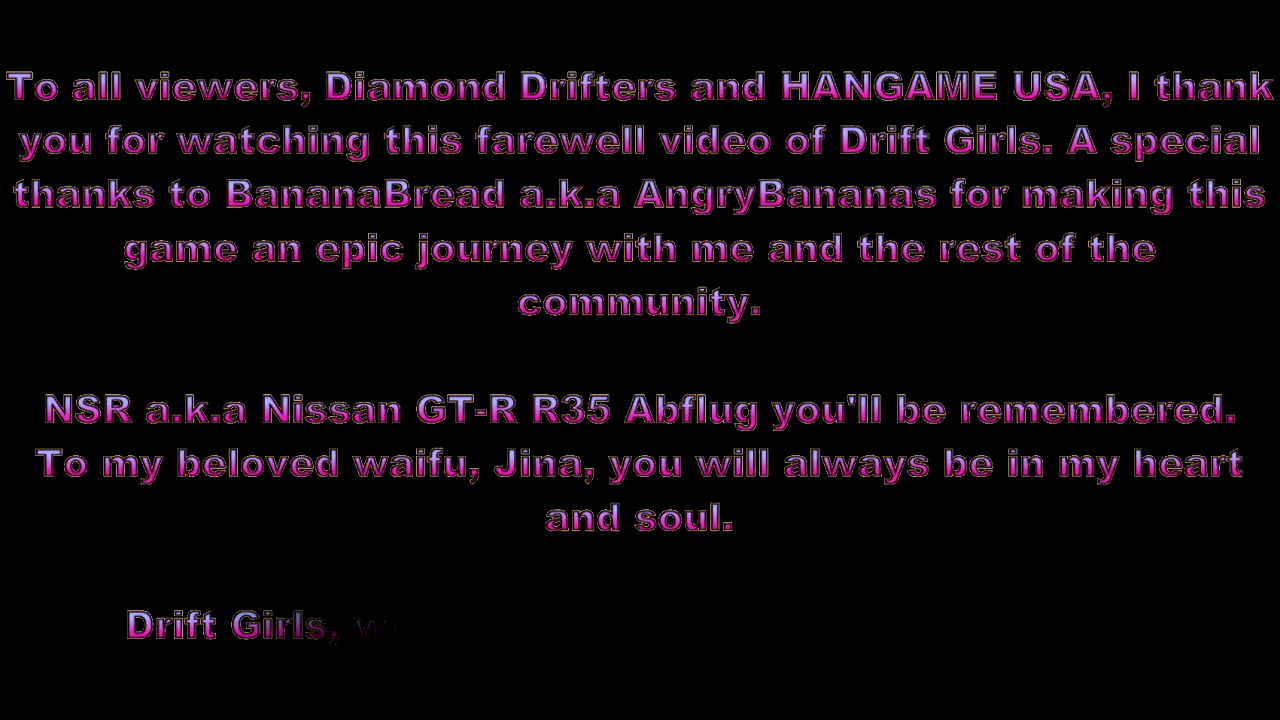 To all viewers, Diamond Drifters and HANGAME USA, I thank
you for watching this farewell video of Drift Girls. A special
thanks to BananaBread a.k.a AngryBananas for making this
game an epic journey with me and the rest of the
community.
NSR a.k.a Nissan GT-R R35 Abflug you'll be remembered.
To my beloved waifu, Jina, you will always be in my heart
and soul.
Drift Girls,